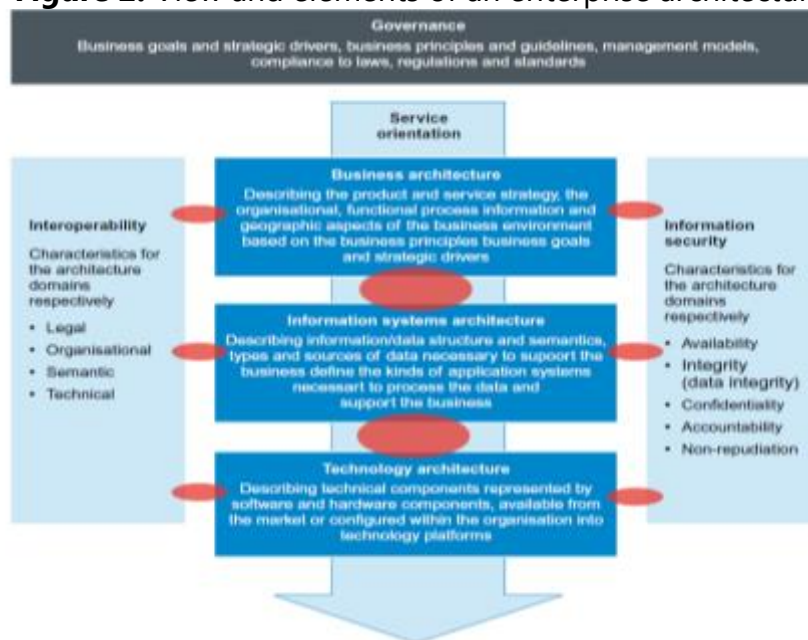 Figure 2. View and elements of an enterprise architecture
Governance
Business goals and strategic drivers, business principles and guidelines, management models,
compliance to laws, regulations and standards
Service
orientation
Interoperability
Characteristics for
the architecture
domains
respectively
• Legal
• Organisational
• Semantic
• Technical
Business architecture
Describing the product and service strategy, the
organisational, functional process information and
geographic aspects of the business environment
based on the business principles business goals
and strategic drivers
Information systems architecture
Describing information/data structure and semantics,
types and sources of data necessary to supoort the
business define the kinds of application systems
necessart to process the data and
support the business
Technology architecture
Describing technical components represented by
software and hardware components, available from
the market or configured within the organisation into
technology platforms
Information
security
Characteristics for
the architecture
domains
respectively
• Availability
• Integrity
(data integrity)
• Confidentiality
• Accountability
• Non-repudiation